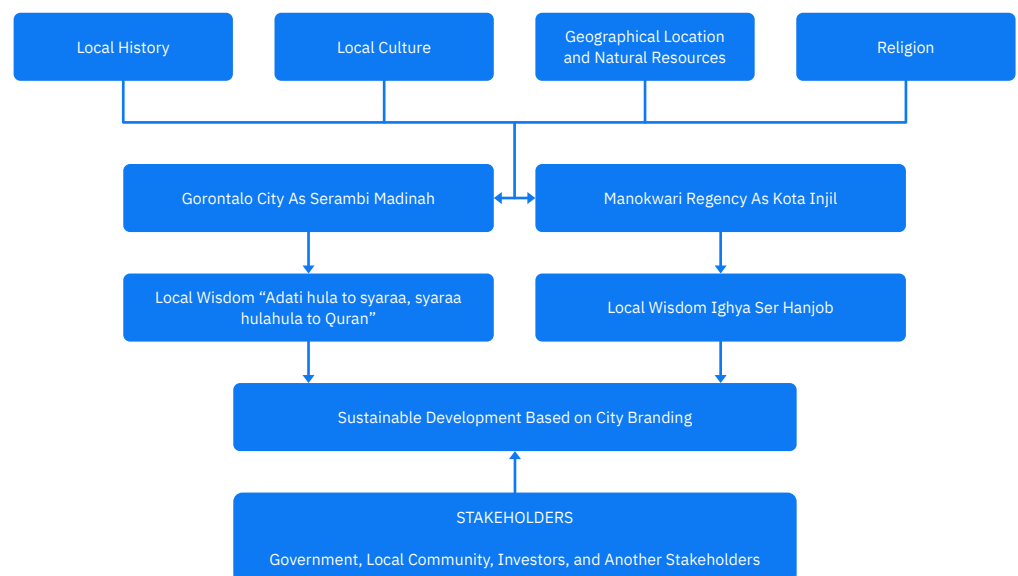 Local History
Local Culture
Geographical Location
and Natural Resources
Religion
Gorontalo City As Serambi Madinah
Manokwari Regency As Kota Injil
Local Wisdom “Adati hula to syaraa, syaraa
hulahula to Quran”
Local Wisdom Ighya Ser Hanjob
Sustainable Development Based on City Branding
STAKEHOLDERS
Government, Local Community, Investors, and Another Stakeholders